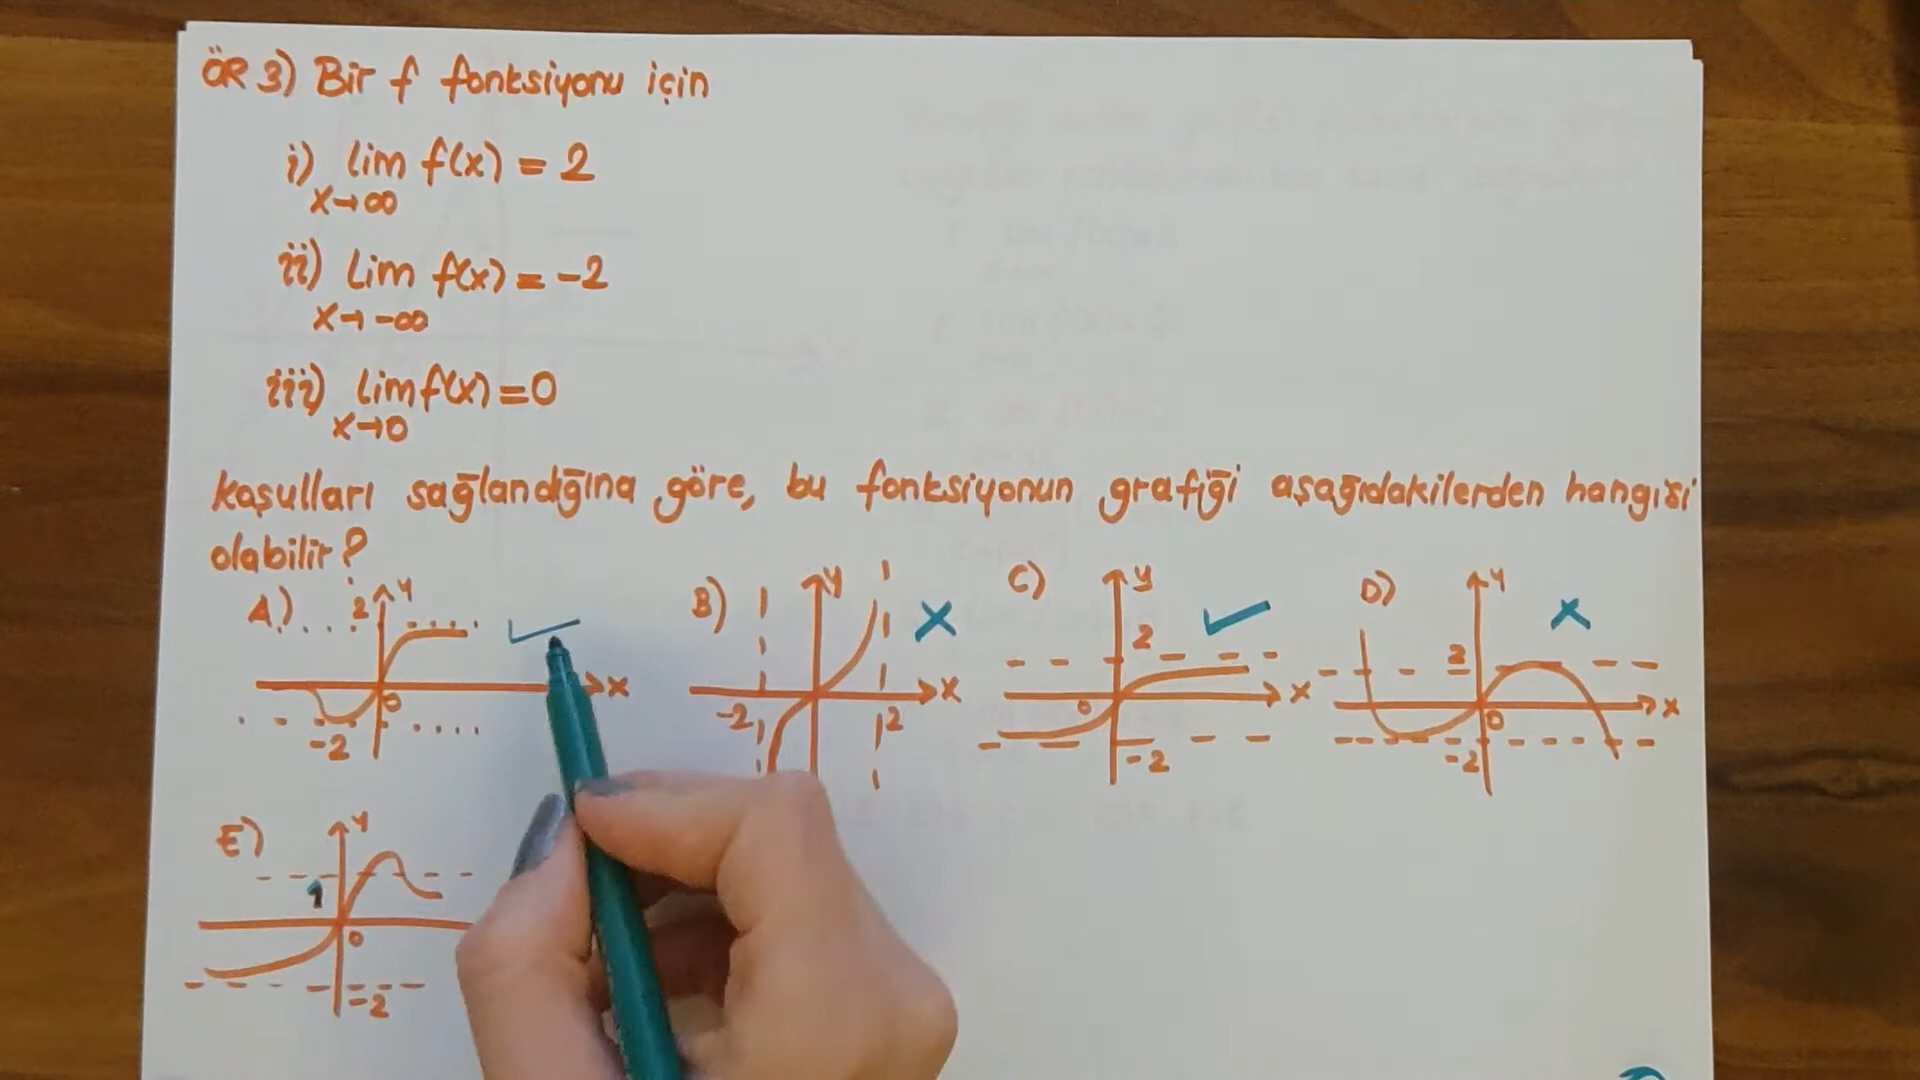 ÖR 3) Bir f fonksiyonu için
i) lim f(x) = 2
x→∞
ii) Lim f(x) = -2
x→-∞
iii) lim f(x) = 0
x→0
koşulları sağlandığına göre, bu fonksiyonun grafiği aşağıdakilerden hangisi
olabilir?
A) 2 y x 0 -2
B) y x -2 2
C) y 2 x 0 -2
D) y 2 x 0 -2
E) y 1 0 -2